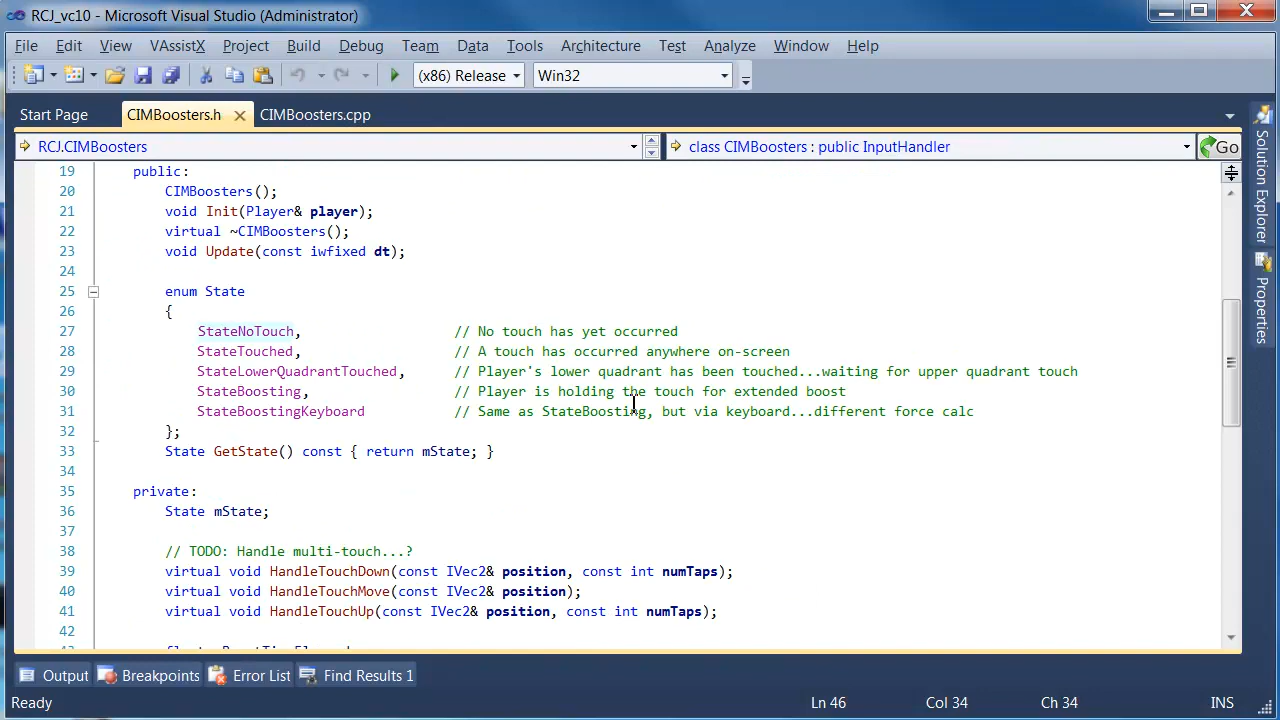 RCJ_vc10 - Microsoft Visual Studio (Administrator)
File Edit View VAssistX Project Build Debug Team Data Tools Architecture Test Analyze Window Help
(x86) Release Win32
Start Page CIMBoosters.h CIMBoosters.cpp
RCJ.CIMBoosters class CIMBoosters : public InputHandler Go
19 public:
20 CIMBoosters();
21 void Init(Player& player);
22 virtual ~CIMBoosters();
23 void Update(const iwfixed dt);
24
25 enum State
26 {
27 StateNoTouch, // No touch has yet occurred
28 StateTouched, // A touch has occurred anywhere on-screen
29 StateLowerQuadrantTouched, // Player's lower quadrant has been touched...waiting for upper quadrant touch
30 StateBoosting, // Player is holding the touch for extended boost
31 StateBoostingKeyboard // Same as StateBoosting, but via keyboard...different force calc
32 };
33 State GetState() const { return mState; }
34
35 private:
36 State mState;
37
38 // TODO: Handle multi-touch...?
39 virtual void HandleTouchDown(const IVec2& position, const int numTaps);
40 virtual void HandleTouchMove(const IVec2& position);
41 virtual void HandleTouchUp(const IVec2& position, const int numTaps);
42
Solution Explorer
Properties
Output Breakpoints Error List Find Results 1
Ready Ln 46 Col 34 Ch 34 INS